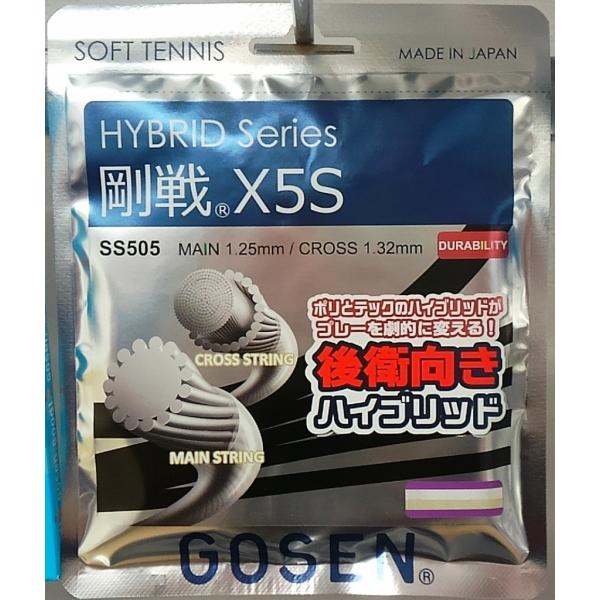 SOFT TENNIS
MADE IN JAPAN
HYBRID Series
剛戦® X5S
SS505 MAIN 1.25mm / CROSS 1.32mm DURABILITY
ポリとテックのハイブリッドが
プレーを劇的に変える!
後衛向き
ハイブリッド
CROSS STRING
MAIN STRING
GOSEN®